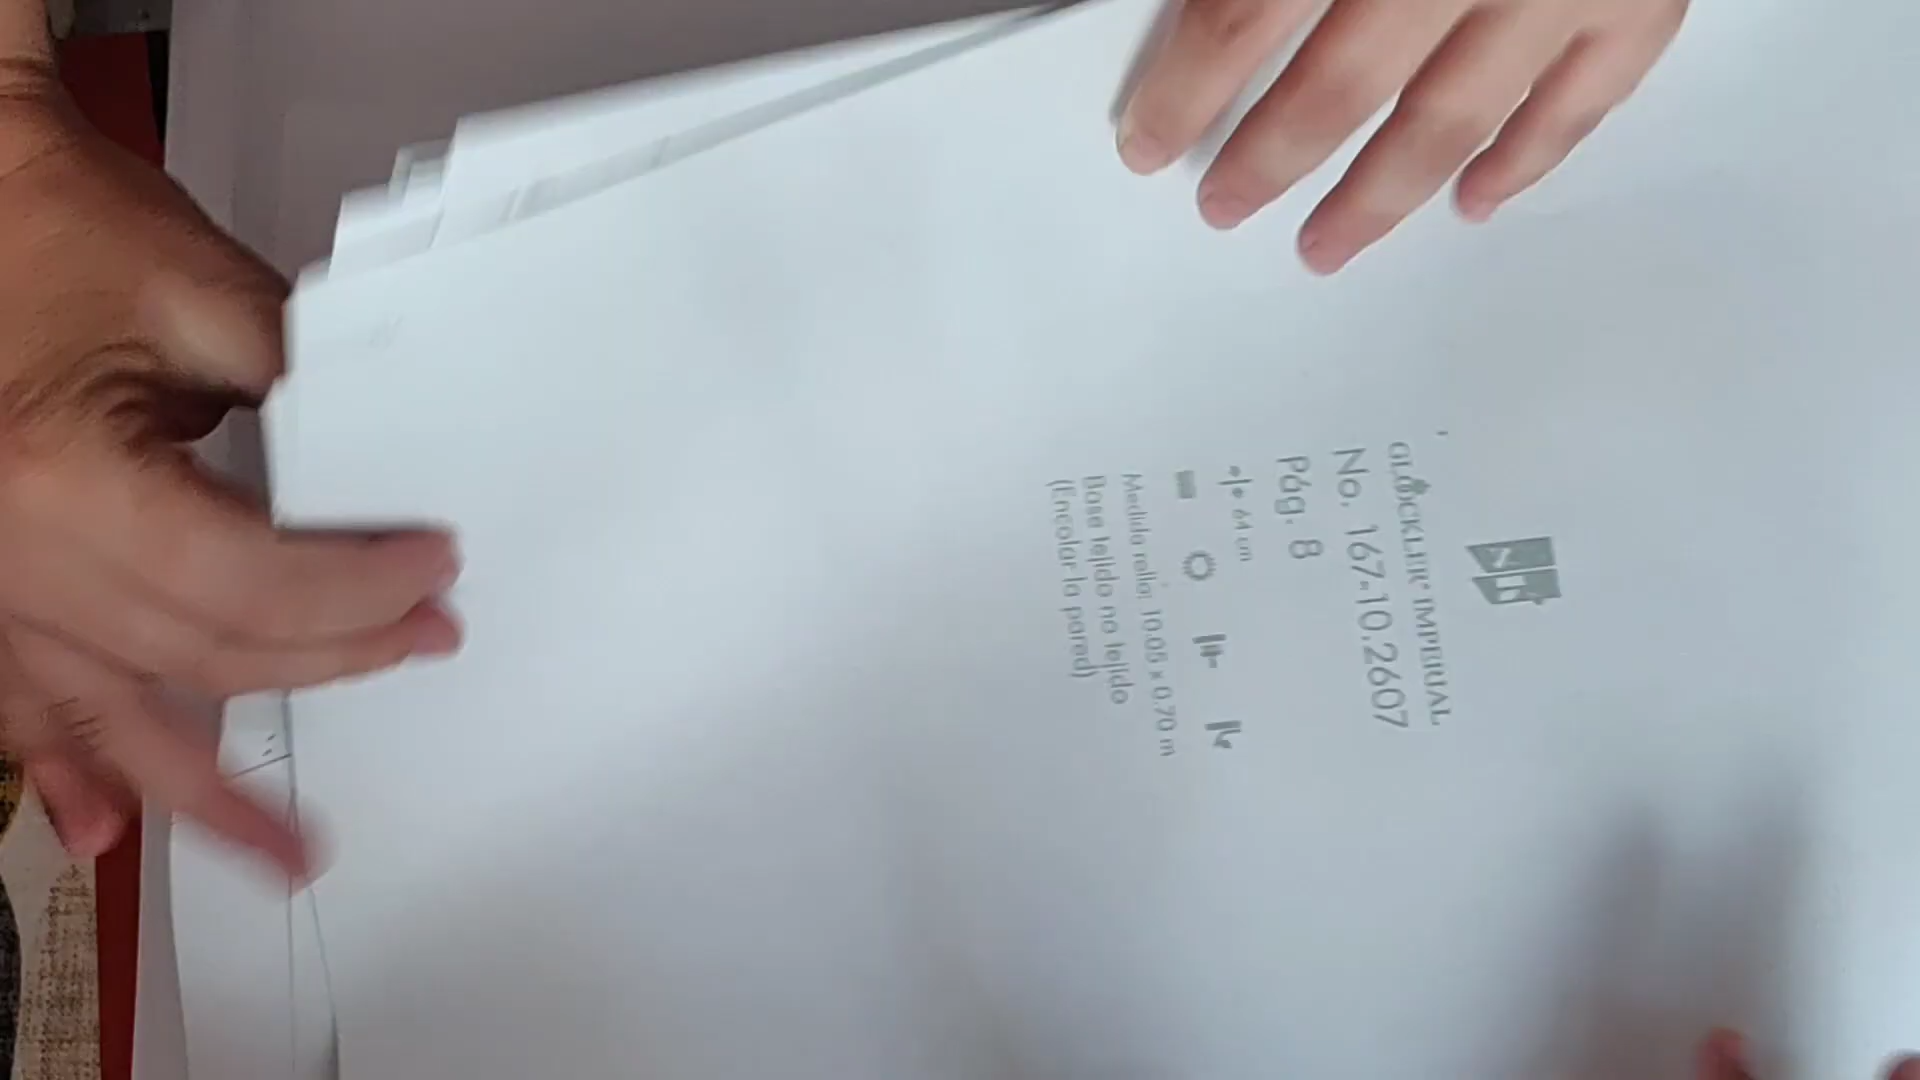 GLÖCKLER IMPERIAL
No. 167-10.2607
Pág. 8
64 cm
Medida rollo: 10.05 x 0.70 m
Base tejido no tejido
(Encolar la pared)